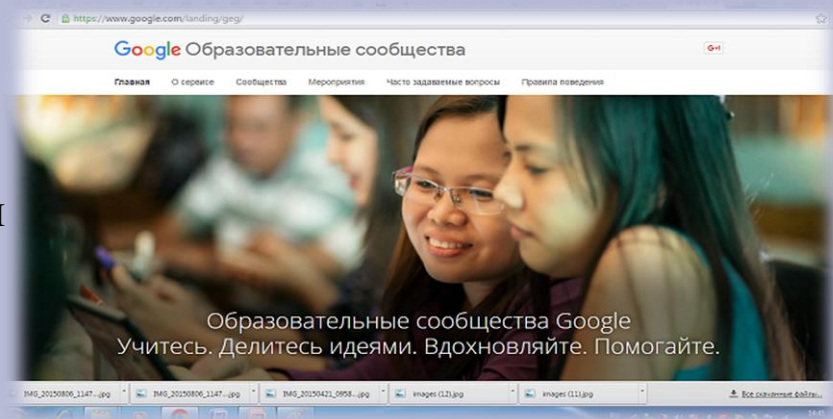 https://www.google.com/landing/geg/
Google Образовательные сообщества
G+1
Главная О сервисе Сообщества Мероприятия Часто задаваемые вопросы Правила поведения
Образовательные сообщества Google
Учитесь. Делитесь идеями. Вдохновляйте. Помогайте.
IMG_20150806_1147...jpg IMG_20150806_1147...jpg IMG_20150421_0958...jpg images (12).jpg images (11).jpg Все скачанные файлы...
14:41